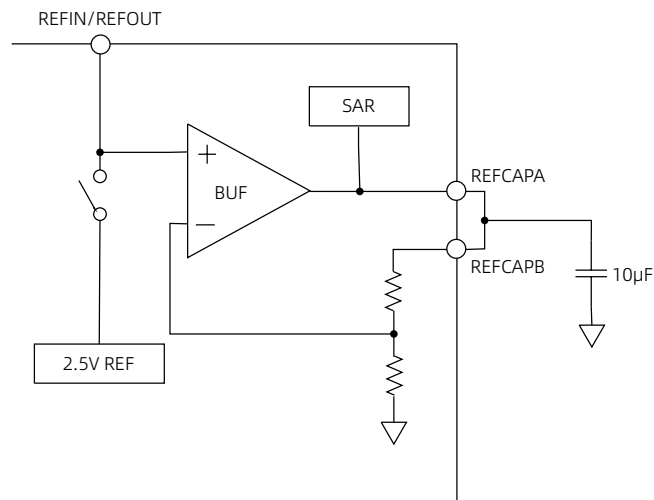 REFIN/REFOUT
SAR
REFCAPA
+
BUF
−
REFCAPB
10μF
2.5V REF